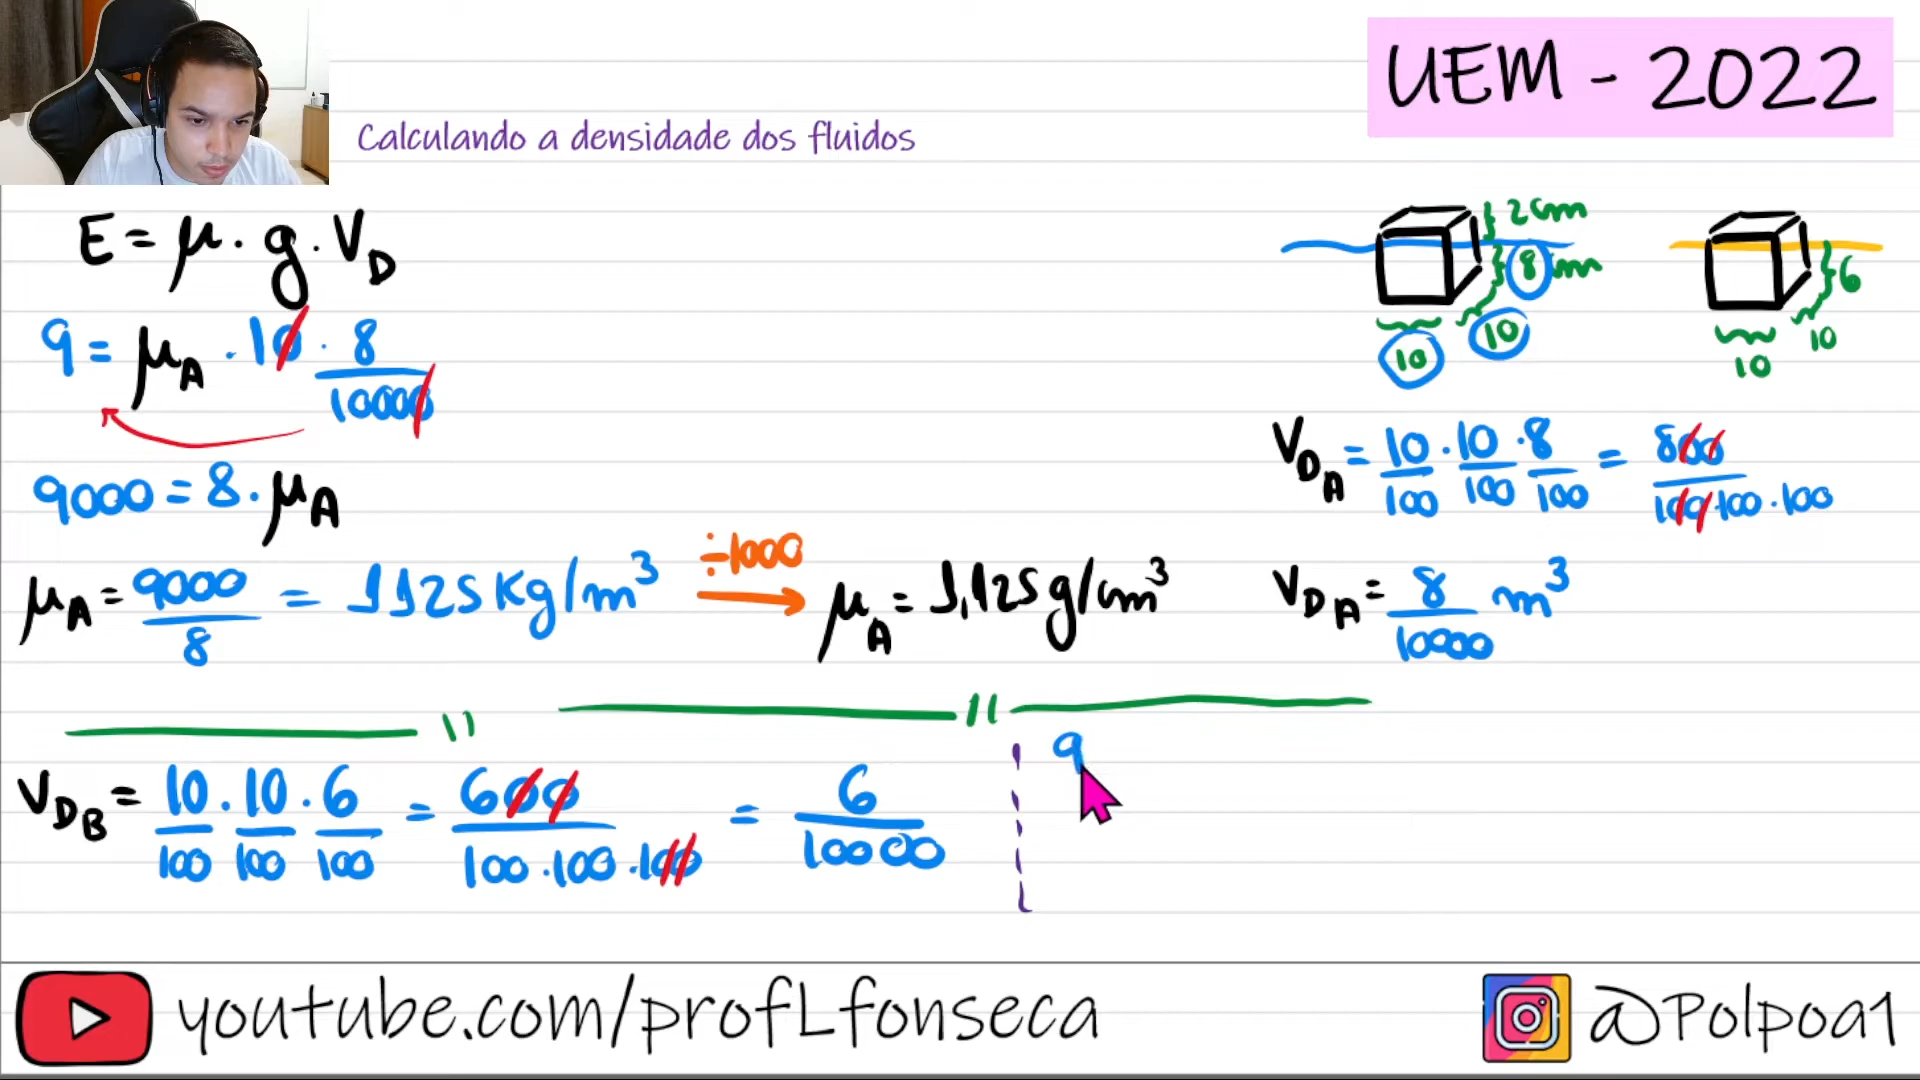 UEM - 2022
Calculando a densidade dos fluidos
E = μ . g . V_D
9 = μ_A . 10 . 8/10000
9000 = 8 . μ_A
μ_A = 9000/8 = 1125 Kg/m³ ÷1000 → μ_A = 1,125 g/cm³
2cm
8 cm
10 10
6
10 10
V_DA = 10/100 . 10/100 . 8/100 = 800/100.100.100
V_DA = 8/10000 m³
V_DB = 10/100 . 10/100 . 6/100 = 600/100.100.100 = 6/10000
9
youtube.com/profLfonseca
@Polpoa1